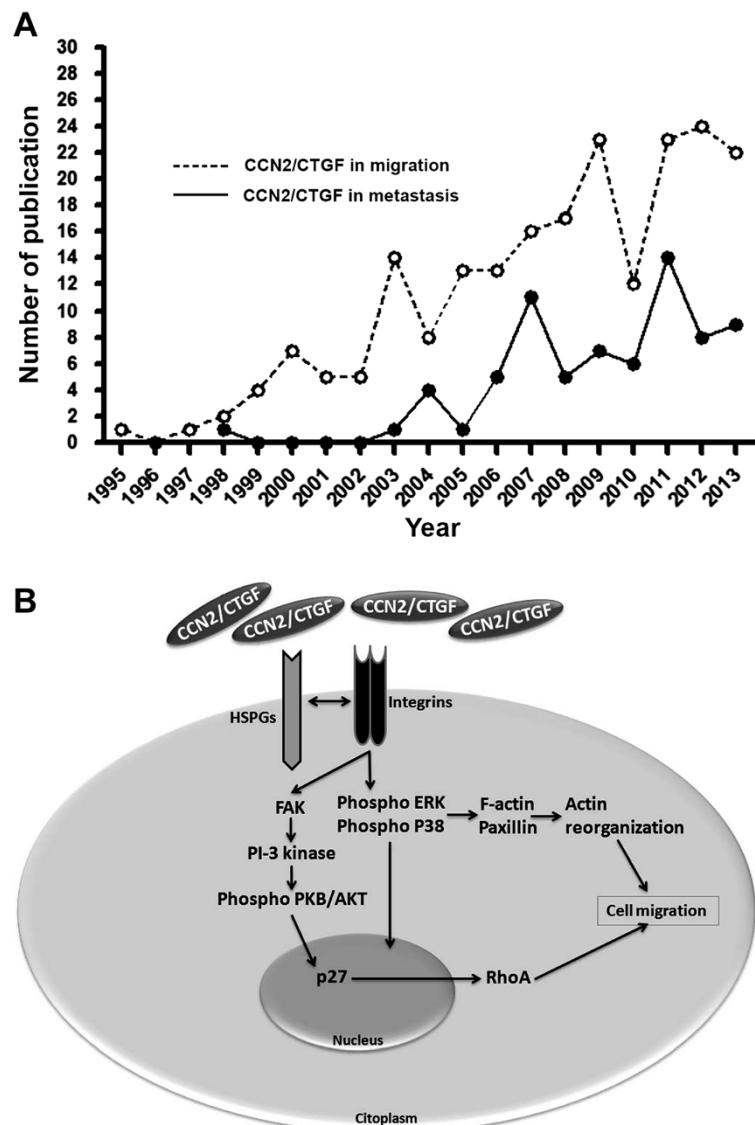 A
Number of publication
30
28
26
24
22
20
18
16
14
12
10
8
6
4
2
0
CCN2/CTGF in migration
CCN2/CTGF in metastasis
1995
1996
1997
1998
1999
2000
2001
2002
2003
2004
2005
2006
2007
2008
2009
2010
2011
2012
2013
Year
B
CCN2/CTGF
CCN2/CTGF
CCN2/CTGF
CCN2/CTGF
HSPGs
Integrins
FAK
PI-3 kinase
Phospho PKB/AKT
Phospho ERK
Phospho P38
F-actin
Paxillin
Actin
reorganization
Cell migration
p27
RhoA
Nucleus
Citoplasm